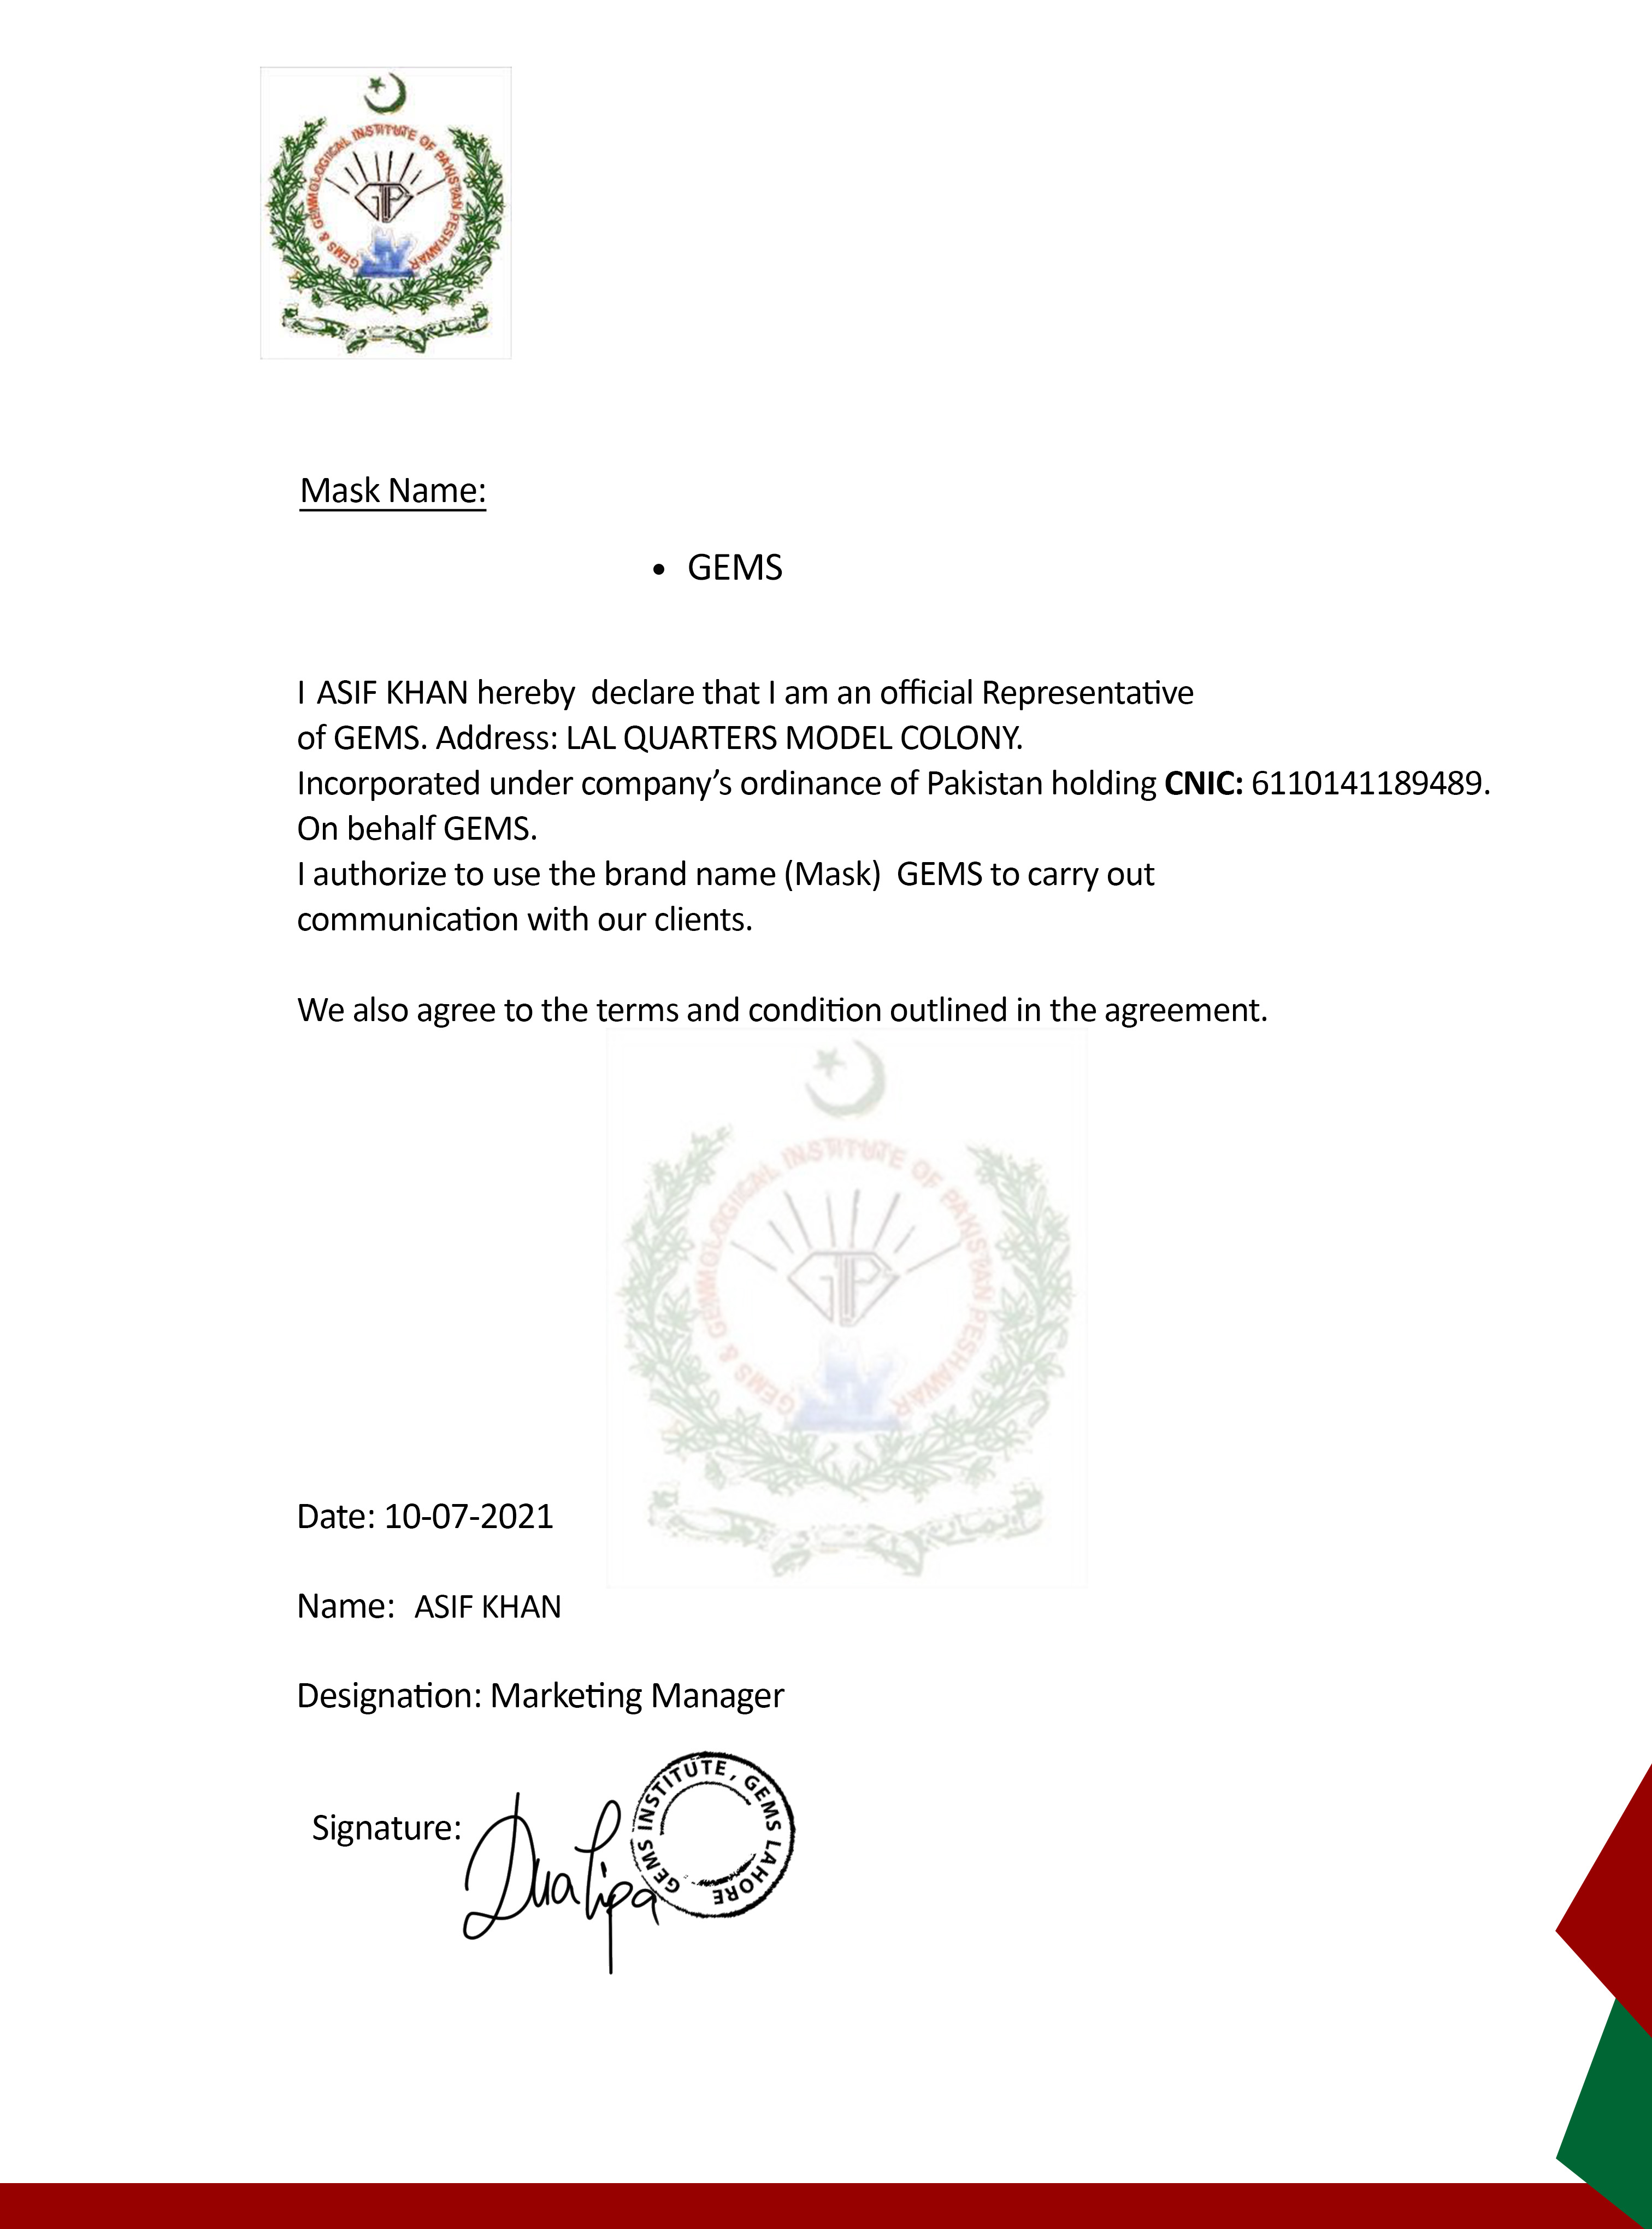 GEMS & GEMMOLOGIICAL INSTITUTE OF PAKISTAN PESHAWAR
GIP
Mask Name:
• GEMS
I ASIF KHAN hereby declare that I am an official Representative
of GEMS. Address: LAL QUARTERS MODEL COLONY.
Incorporated under company’s ordinance of Pakistan holding CNIC: 6110141189489.
On behalf GEMS.
I authorize to use the brand name (Mask) GEMS to carry out
communication with our clients.
We also agree to the terms and condition outlined in the agreement.
GEMS & GEMMOLOGIICAL INSTITUTE OF PAKISTAN PESHAWAR
GIP
Date: 10-07-2021
Name: ASIF KHAN
Designation: Marketing Manager
Signature: Dua Lipa
GEMS INSTITUTE, GEMS LAHORE